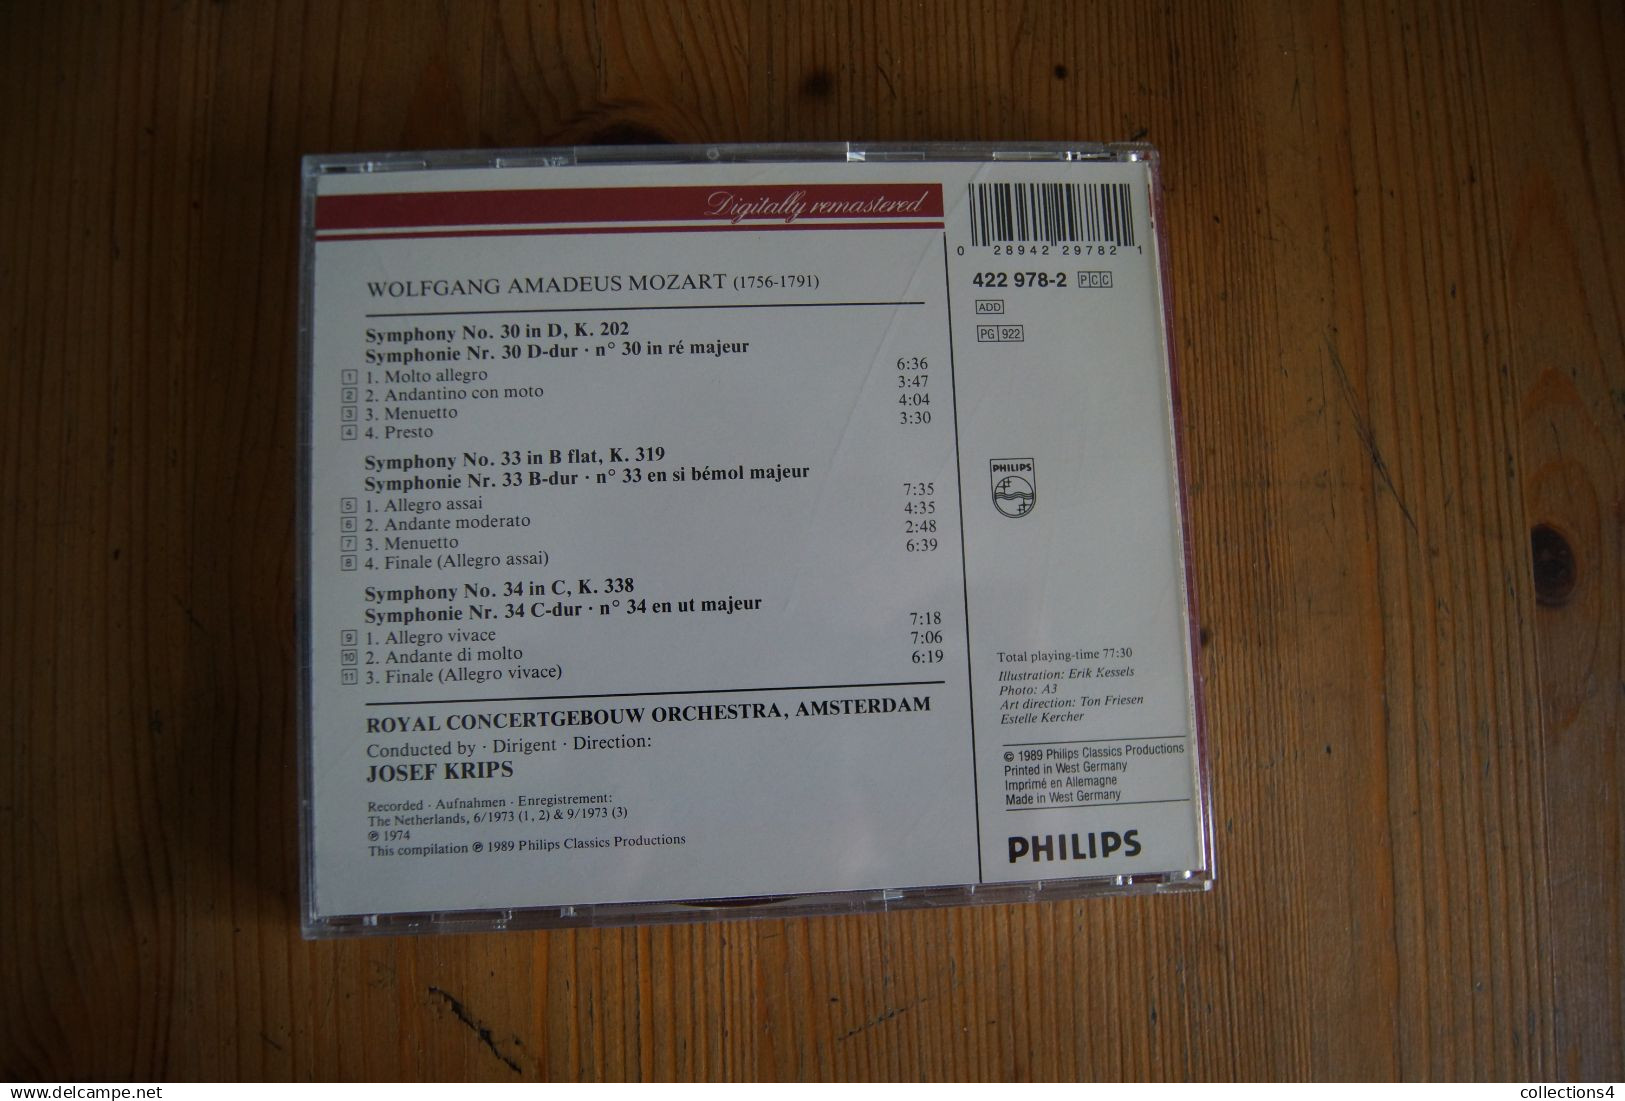 Digitally remastered
WOLFGANG AMADEUS MOZART (1756-1791)
Symphony No. 30 in D, K. 202
Symphonie Nr. 30 D-dur · n° 30 in ré majeur
1 1. Molto allegro 6:36
2 2. Andantino con moto 3:47
3 3. Menuetto 4:04
4 4. Presto 3:30
Symphony No. 33 in B flat, K. 319
Symphonie Nr. 33 B-dur · n° 33 en si bémol majeur
5 1. Allegro assai 7:35
6 2. Andante moderato 4:35
7 3. Menuetto 2:48
8 4. Finale (Allegro assai) 6:39
Symphony No. 34 in C, K. 338
Symphonie Nr. 34 C-dur · n° 34 en ut majeur
9 1. Allegro vivace 7:18
10 2. Andante di molto 7:06
11 3. Finale (Allegro vivace) 6:19
ROYAL CONCERTGEBOUW ORCHESTRA, AMSTERDAM
Conducted by · Dirigent · Direction:
JOSEF KRIPS
Recorded · Aufnahmen · Enregistrement:
The Netherlands, 6/1973 (1, 2) & 9/1973 (3)
℗ 1974
This compilation ℗ 1989 Philips Classics Productions
0 28942 29782 1
422 978-2 PCC
ADD
PG 922
PHILIPS
Total playing-time 77:30
Illustration: Erik Kessels
Photo: A3
Art direction: Ton Friesen
Estelle Kercher
© 1989 Philips Classics Productions
Printed in West Germany
Imprimé en Allemagne
Made in West Germany
PHILIPS
delcampe.net
collections4